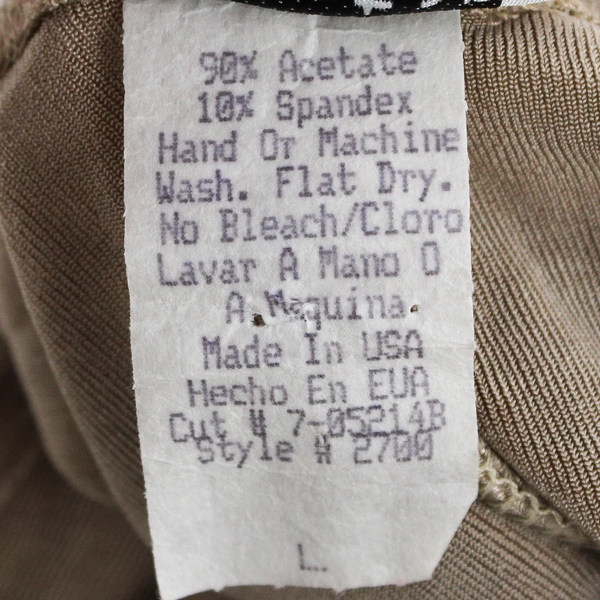 90% Acetate
10% Spandex
Hand Or Machine
Wash. Flat Dry.
No Bleach/Cloro
Lavar A Mano O
A Maquina.
Made In USA
Hecho En EUA
Cut # 7-05214B
Style # 2700
L.